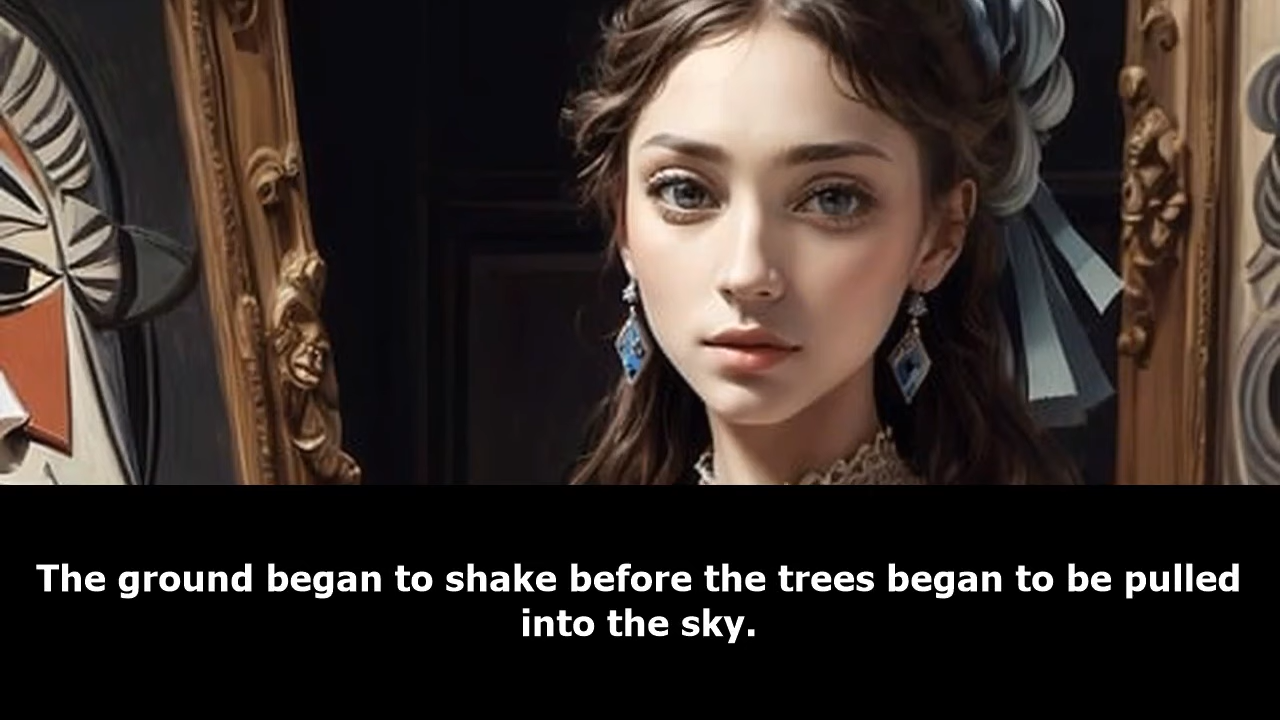 The ground began to shake before the trees began to be pulled
into the sky.